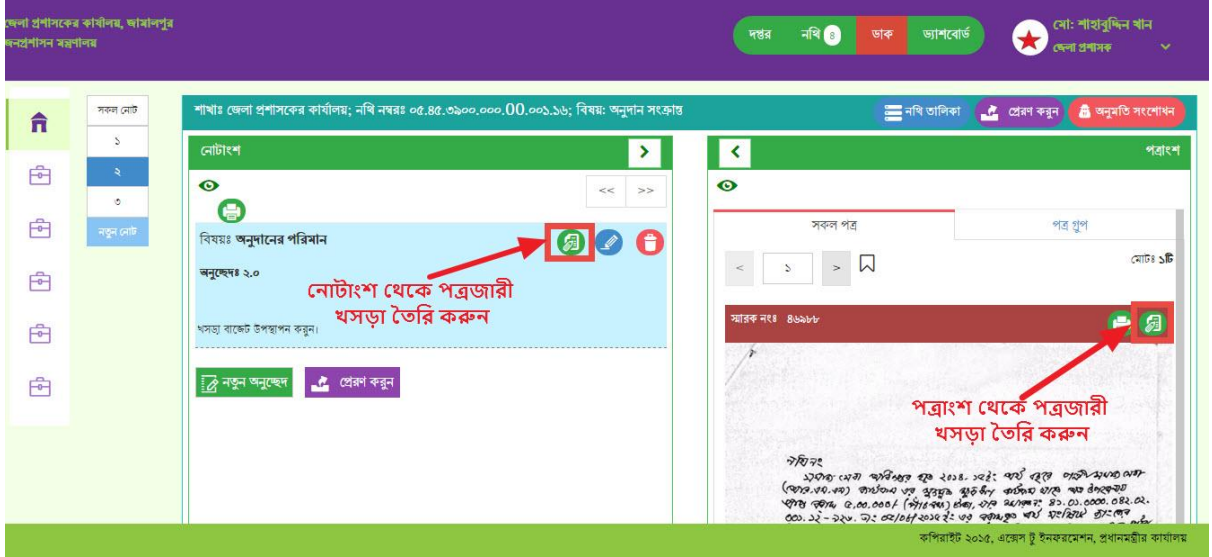 জেলা প্রশাসকের কার্যালয়, জামালপুর
জনপ্রশাসন মন্ত্রণালয়
দপ্তর নথি ৪ ডাক ড্যাশবোর্ড
মো: শাহাবুদ্দিন খান
জেলা প্রশাসক
সকল নোট
১
২
৩
নতুন নোট
শাখাঃ জেলা প্রশাসকের কার্যালয়; নথি নম্বরঃ ০৫.৪৫.৩৯০০.০০০.00.০০১.১৬; বিষয়: অনুদান সংক্রান্ত
নথি তালিকা প্রেরণ করুন অনুমতি সংশোধন
নোটাংশ >
<< >>
বিষয়ঃ অনুদানের পরিমান
অনুচ্ছেদঃ ২.০
নোটাংশ থেকে পত্রজারী
খসড়া তৈরি করুন
খসড়া বাজেট উপস্থাপন করুন।
নতুন অনুচ্ছেদ প্রেরণ করুন
< পত্রাংশ
সকল পত্র পত্র গ্রুপ
< ১ > মোটঃ ১টি
স্মারক নংঃ ৪৬৯৮৮
পত্রাংশ থেকে পত্রজারী
খসড়া তৈরি করুন
কপিরাইট ২০১৫, এক্সেস টু ইনফরমেশন, প্রধানমন্ত্রীর কার্যালয়